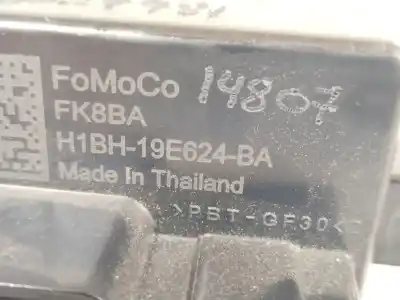 FoMoCo 14807
FK8BA
H1BH-19E624-BA
Made In Thailand
>PBT-GF30<